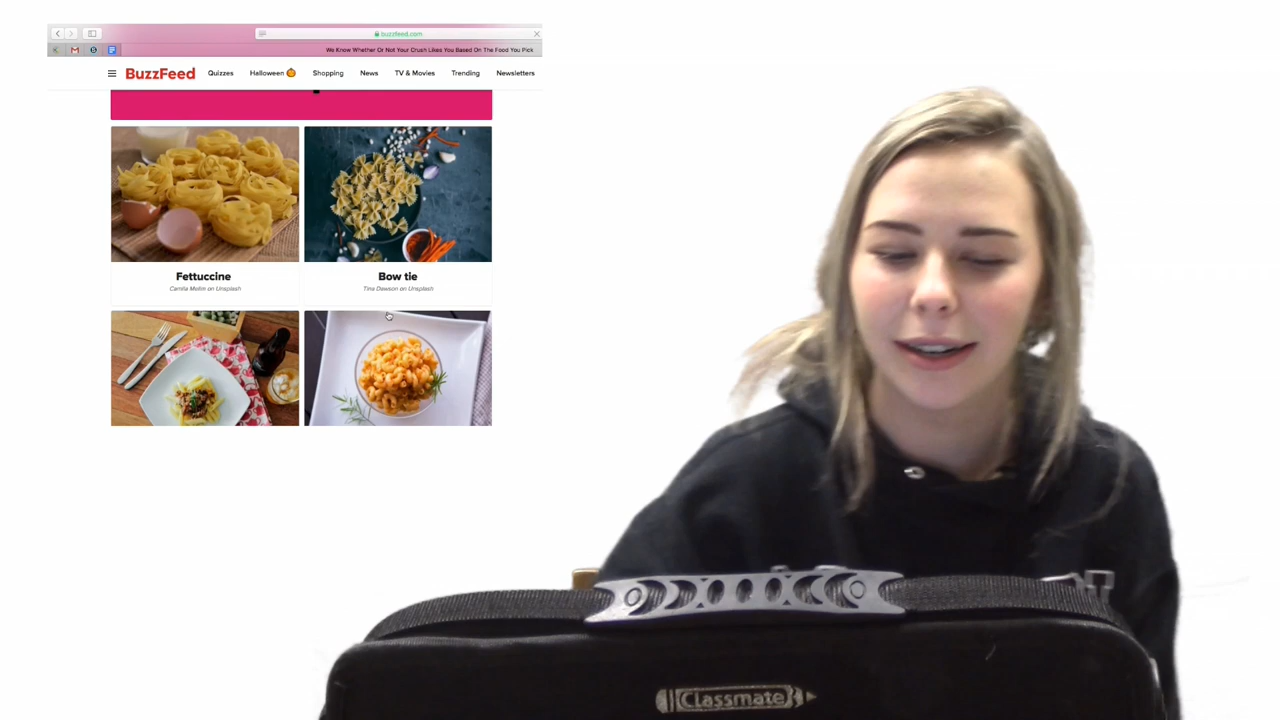 buzzfeed.com
We Know Whether Or Not Your Crush Likes You Based On The Food You Pick
BuzzFeed Quizzes Halloween 🎃 Shopping News TV & Movies Trending Newsletters
Fettuccine
Camila Mofim on Unsplash
Bow tie
Tina Dawson on Unsplash
Classmate